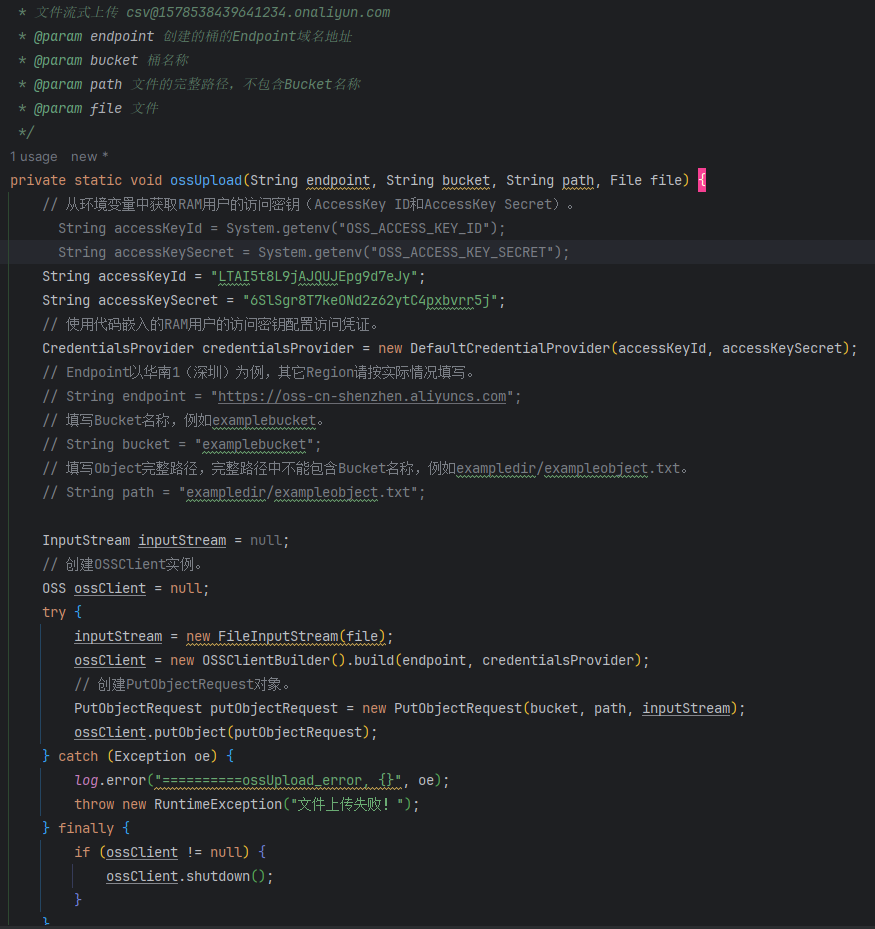 * 文件流式上传 csv@1578538439641234.onaliyun.com
* @param endpoint 创建的桶的Endpoint域名地址
* @param bucket 桶名称
* @param path 文件的完整路径，不包含Bucket名称
* @param file 文件
*/
1 usage new *
private static void ossUpload(String endpoint, String bucket, String path, File file) {
// 从环境变量中获取RAM用户的访问密钥（AccessKey ID和AccessKey Secret）。
String accessKeyId = System.getenv("OSS_ACCESS_KEY_ID");
String accessKeySecret = System.getenv("OSS_ACCESS_KEY_SECRET");
String accessKeyId = "LTAI5t8L9jAJQUJEpg9d7eJy";
String accessKeySecret = "6SlSgr8T7keONd2z62ytC4pxbvrr5j";
// 使用代码嵌入的RAM用户的访问密钥配置访问凭证。
CredentialsProvider credentialsProvider = new DefaultCredentialProvider(accessKeyId, accessKeySecret);
// Endpoint以华南1（深圳）为例，其它Region请按实际情况填写。
// String endpoint = "https://oss-cn-shenzhen.aliyuncs.com";
// 填写Bucket名称，例如examplebucket。
// String bucket = "examplebucket";
// 填写Object完整路径，完整路径中不能包含Bucket名称，例如exampledir/exampleobject.txt。
// String path = "exampledir/exampleobject.txt";
InputStream inputStream = null;
// 创建OSSClient实例。
OSS ossClient = null;
try {
inputStream = new FileInputStream(file);
ossClient = new OSSClientBuilder().build(endpoint, credentialsProvider);
// 创建PutObjectRequest对象。
PutObjectRequest putObjectRequest = new PutObjectRequest(bucket, path, inputStream);
ossClient.putObject(putObjectRequest);
} catch (Exception oe) {
log.error("==========ossUpload_error, {}", oe);
throw new RuntimeException("文件上传失败！");
} finally {
if (ossClient != null) {
ossClient.shutdown();
}
}